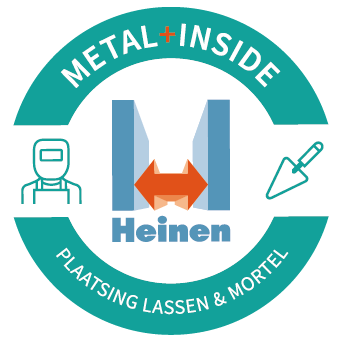 METAL+INSIDE
Heinen
PLAATSING LASSEN & MORTEL